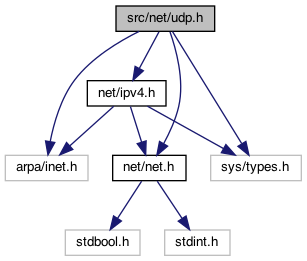 src/net/udp.h
net/ipv4.h
arpa/inet.h
net/net.h
sys/types.h
stdbool.h
stdint.h